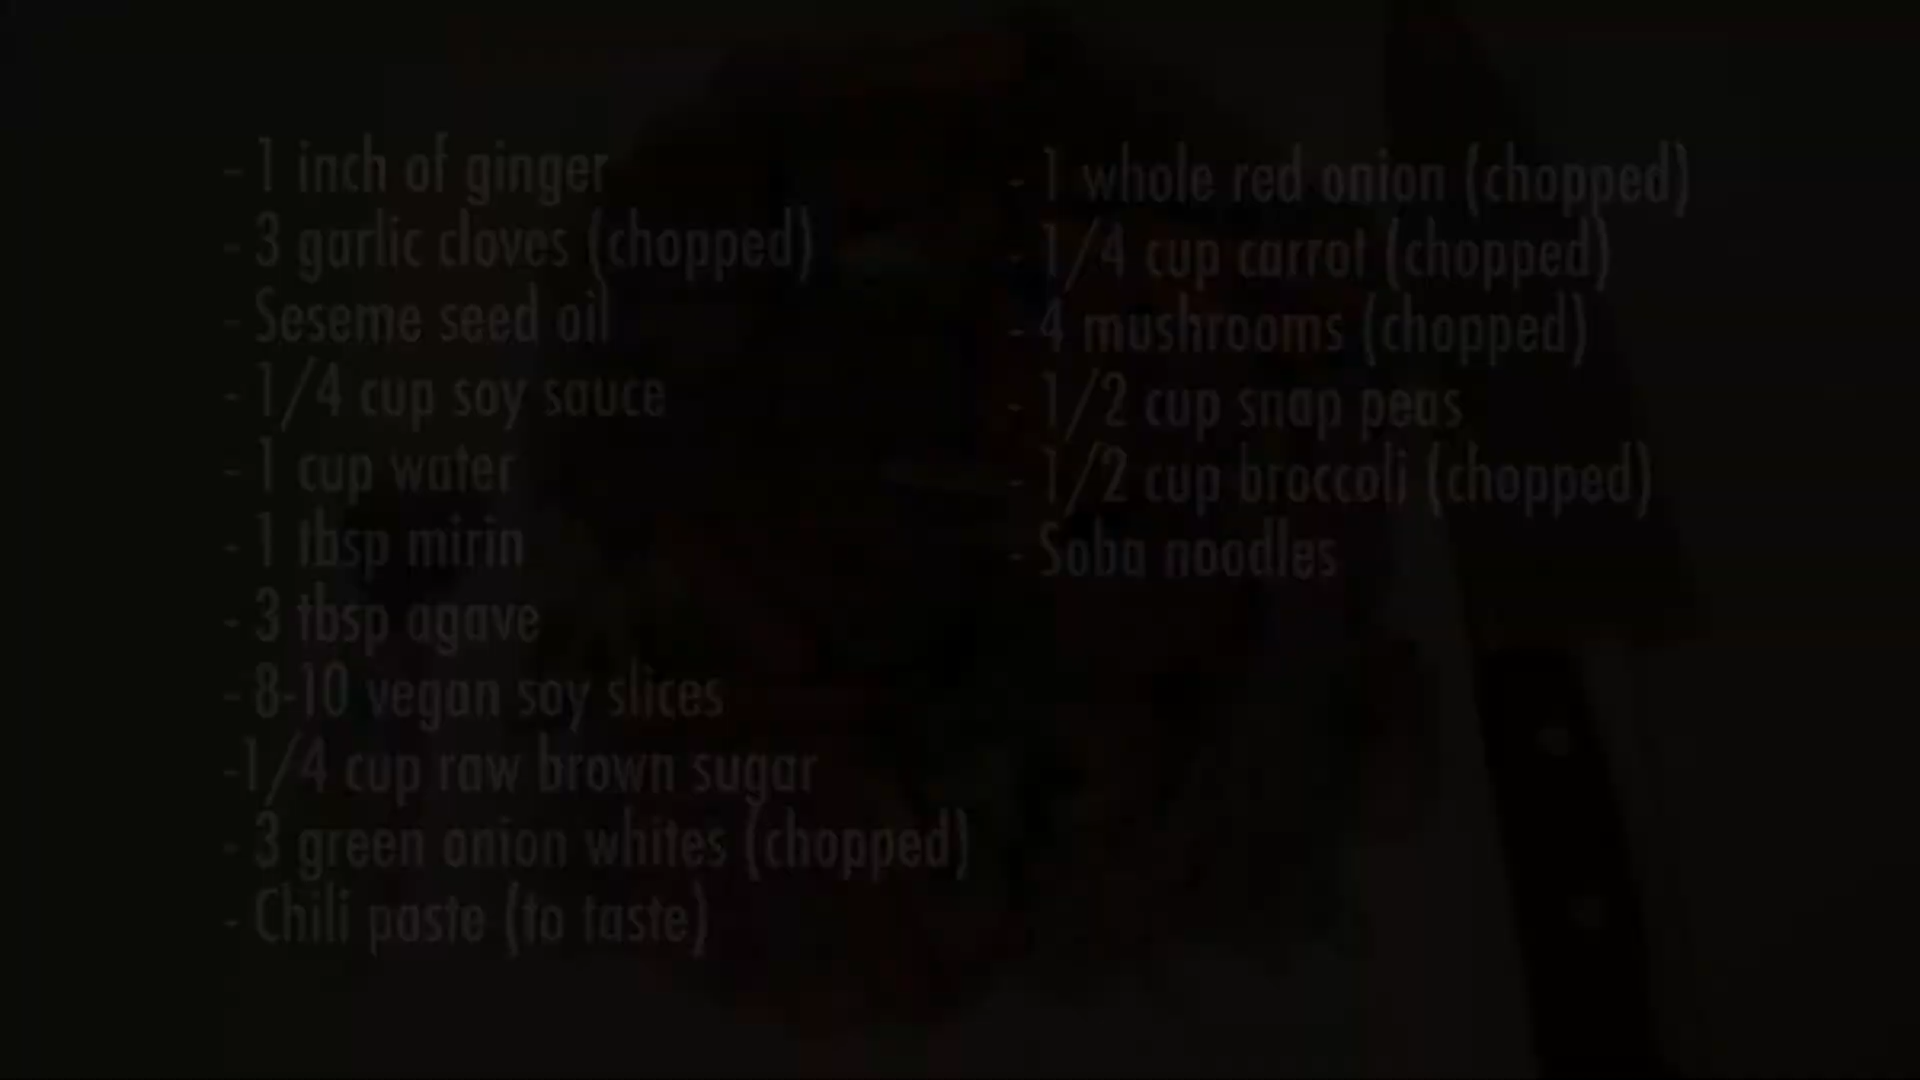 - 1 inch of ginger
- 3 garlic cloves (chopped)
- Seseme seed oil
- 1/4 cup soy sauce
- 1 cup water
- 1 tbsp mirin
- 3 tbsp agave
- 8-10 vegan soy slices
-1/4 cup raw brown sugar
- 3 green onion whites (chopped)
- Chili paste (to taste)
- 1 whole red onion (chopped)
- 1/4 cup carrot (chopped)
- 4 mushrooms (chopped)
- 1/2 cup snap peas
- 1/2 cup broccoli (chopped)
- Soba noodles